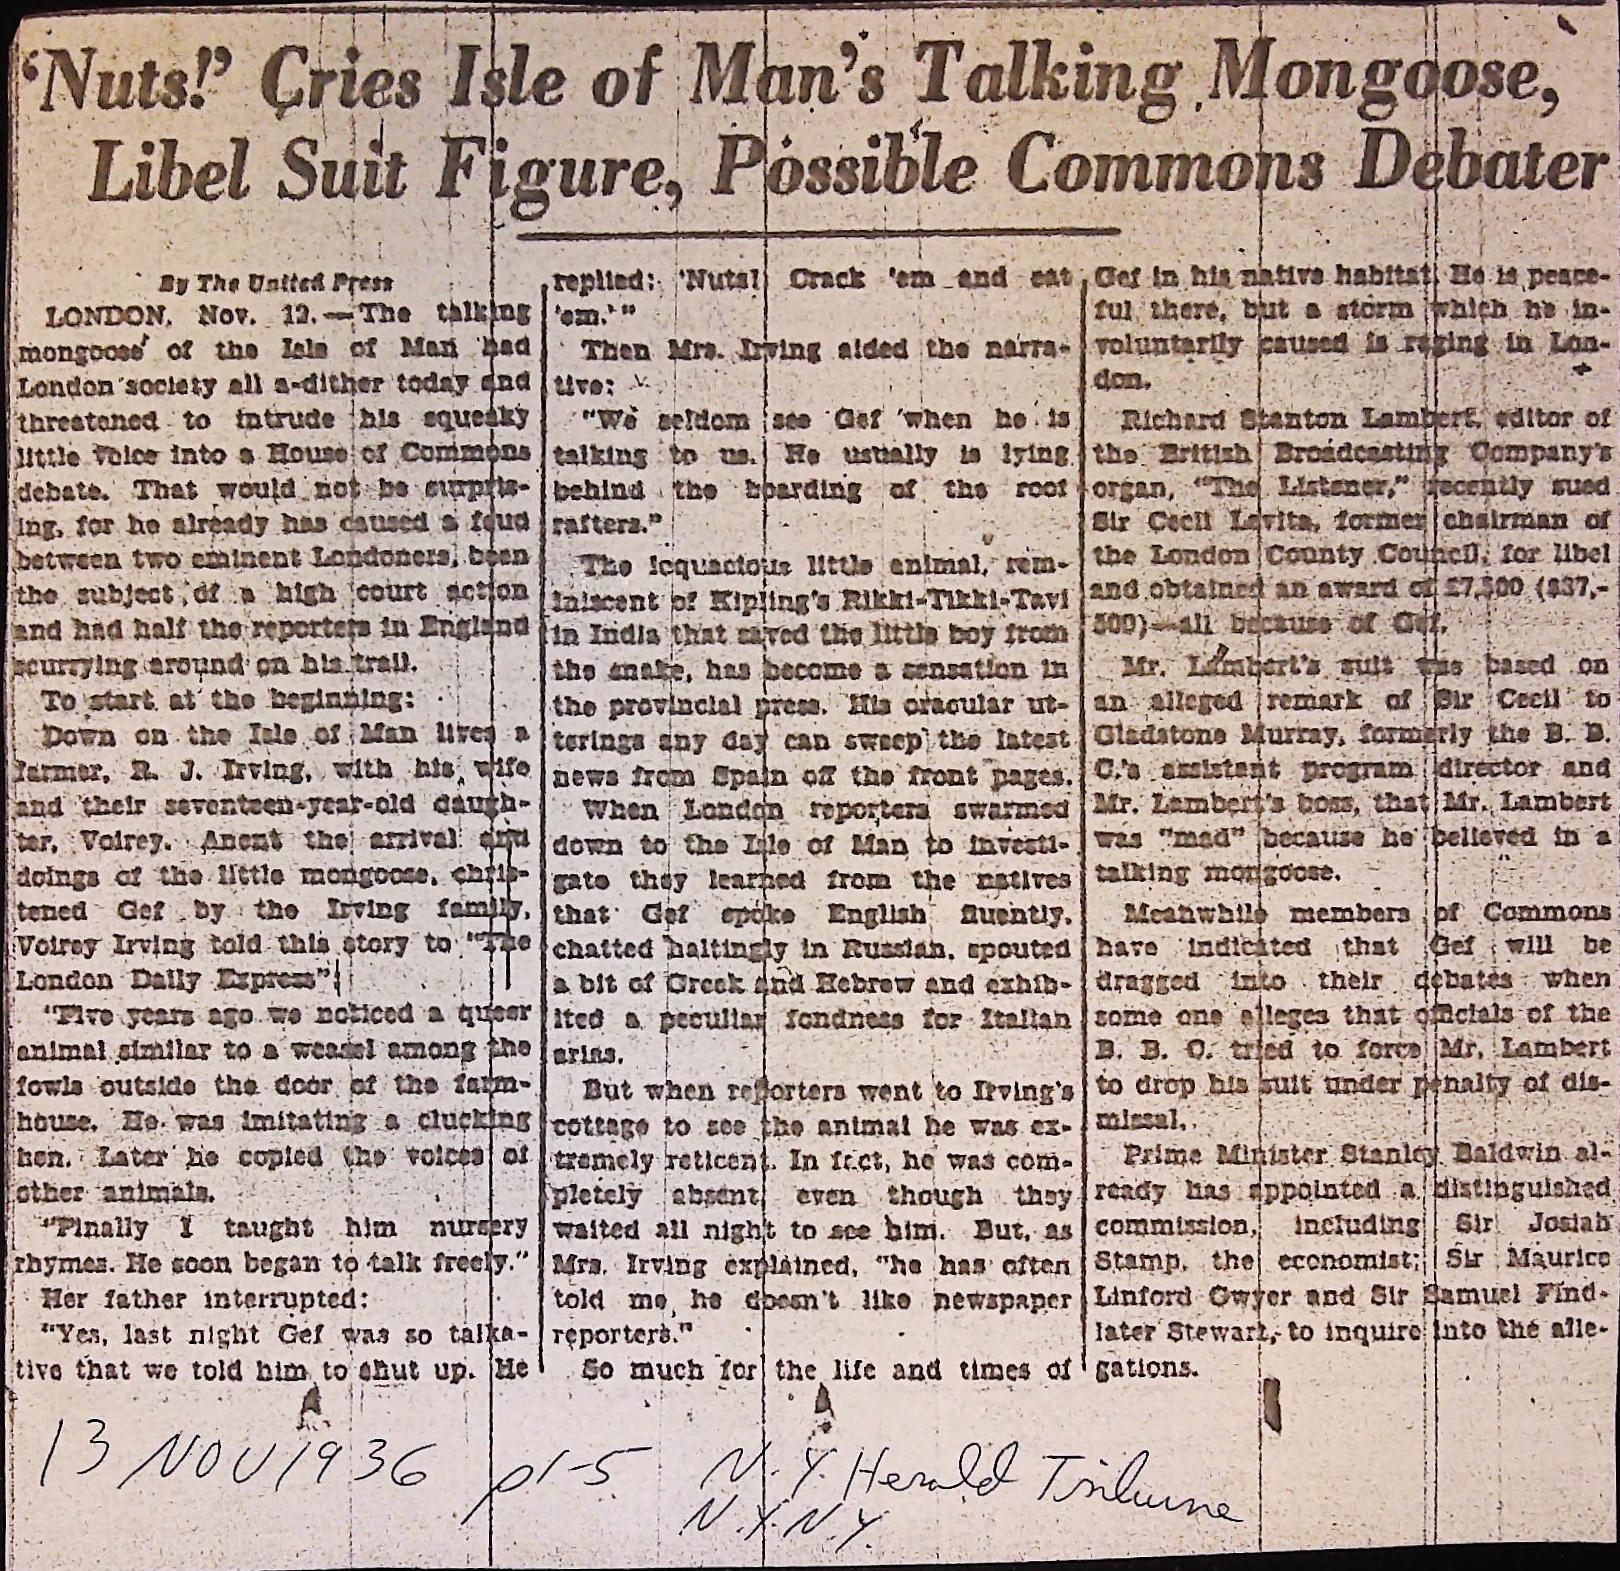 'Nuts!' Cries Isle of Man's Talking Mongoose,
Libel Suit Figure, Possible Commons Debater
By The United Press
LONDON, Nov. 12.—The talking
mongoose of the Isle of Man had
London society all a-dither today and
threatened to intrude his squeaky
little voice into a House of Commons
debate. That would not be surpris-
ing, for he already has caused a feud
between two eminent Londoners, been
the subject of a high court action
and had half the reporters in England
scurrying around on his trail.
To start at the beginning:
Down on the Isle of Man lives a
farmer, R. J. Irving, with his wife
and their seventeen-year-old daugh-
ter, Voirey. Anent the arrival and
doings of the little mongoose, chris-
tened Gef by the Irving family,
Voirey Irving told this story to "The
London Daily Express":
"Five years ago we noticed a queer
animal similar to a weasel among the
fowls outside the door of the farm-
house. He was imitating a clucking
hen. Later he copied the voices of
other animals.
"Finally I taught him nursery
rhymes. He soon began to talk freely."
Her father interrupted:
"Yes, last night Gef was so talka-
tive that we told him to shut up. He
replied: 'Nuts! Crack 'em and eat
'em.'"
Then Mrs. Irving aided the narra-
tive:
"We seldom see Gef when he is
talking to us. He usually is lying
behind the boarding of the roof
rafters."
The loquacious little animal, rem-
iniscent of Kipling's Rikki-Tikki-Tavi
in India that saved the little boy from
the snake, has become a sensation in
the provincial press. His oracular ut-
terings any day can sweep the latest
news from Spain off the front pages.
When London reporters swarmed
down to the Isle of Man to investi-
gate they learned from the natives
that Gef spoke English fluently,
chatted haltingly in Russian, spouted
a bit of Greek and Hebrew and exhib-
ited a peculiar fondness for Italian
arias.
But when reporters went to Irving's
cottage to see the animal he was ex-
tremely reticent. In fact, he was com-
pletely absent even though they
waited all night to see him. But, as
Mrs. Irving explained, "he has often
told me he doesn't like newspaper
reporters."
So much for the life and times of
Gef in his native habitat. He is peace-
ful there, but a storm which he in-
voluntarily caused is raging in Lon-
don.
Richard Stanton Lambert, editor of
the British Broadcasting Company's
organ, "The Listener," recently sued
Sir Cecil Levita, former chairman of
the London County Council, for libel
and obtained an award of £7,500 ($37,-
500)—all because of Gef.
Mr. Lambert's suit was based on
an alleged remark of Sir Cecil to
Gladstone Murray, formerly the B. B.
C.'s assistant program director and
Mr. Lambert's boss, that Mr. Lambert
was "mad" because he believed in a
talking mongoose.
Meanwhile members of Commons
have indicated that Gef will be
dragged into their debates when
some one alleges that officials of the
B. B. C. tried to force Mr. Lambert
to drop his suit under penalty of dis-
missal.
Prime Minister Stanley Baldwin al-
ready has appointed a distinguished
commission, including Sir Josiah
Stamp, the economist; Sir Maurice
Linford Gwyer and Sir Samuel Find-
later Stewart, to inquire into the alle-
gations.
13 NOV 1936 p1-5 N.Y. Herald Tribune
N.Y. N.Y.